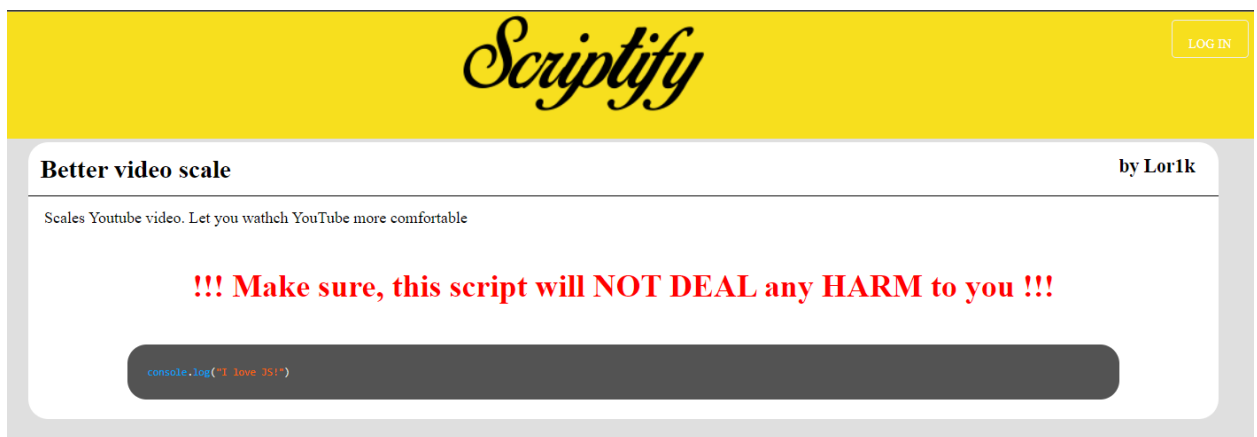 Scriptify
LOG IN
Better video scale
by Lor1k
Scales Youtube video. Let you wathch YouTube more comfortable
!!! Make sure, this script will NOT DEAL any HARM to you !!!
console.log("I love JS!")